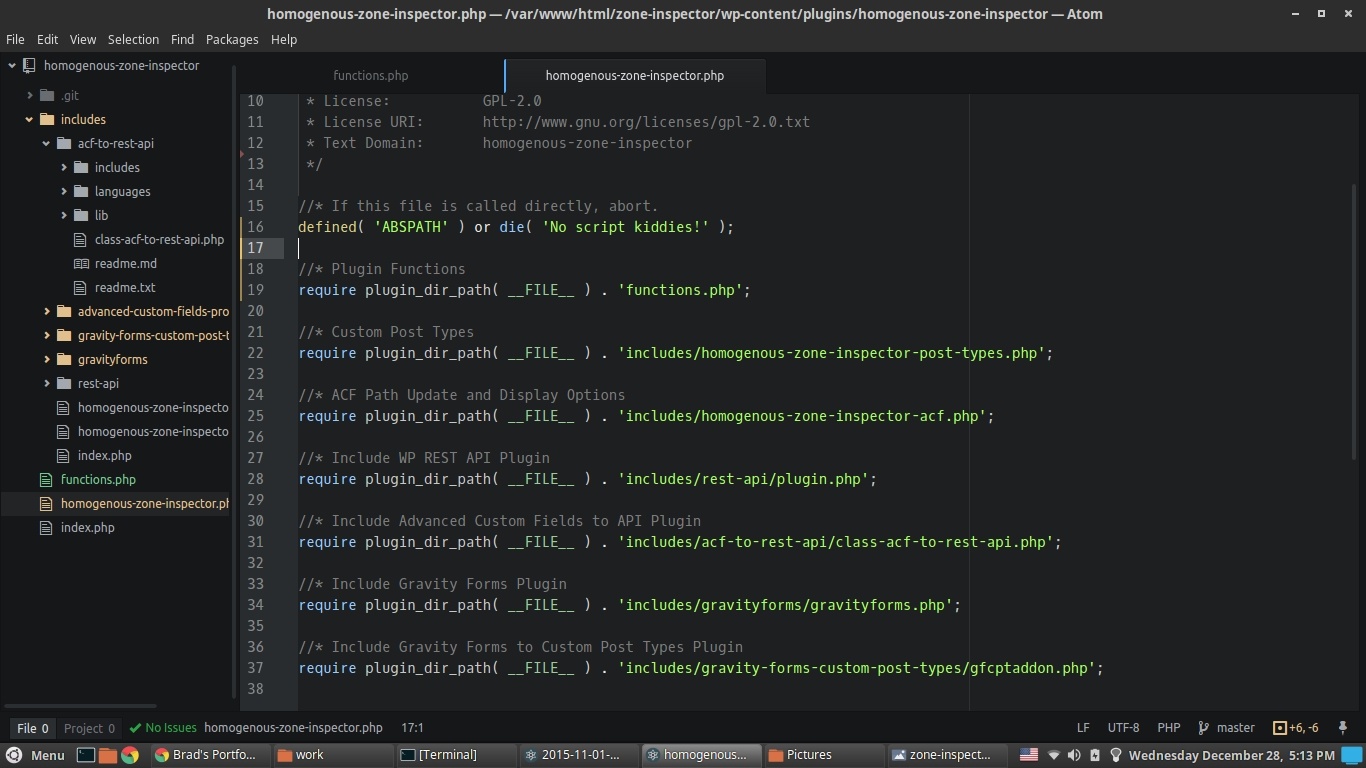 homogenous-zone-inspector.php — /var/www/html/zone-inspector/wp-content/plugins/homogenous-zone-inspector — Atom
File Edit View Selection Find Packages Help
homogenous-zone-inspector
.git
includes
acf-to-rest-api
includes
languages
lib
class-acf-to-rest-api.php
readme.md
readme.txt
advanced-custom-fields-pro
gravity-forms-custom-post-t
gravityforms
rest-api
homogenous-zone-inspecto
homogenous-zone-inspecto
index.php
functions.php
homogenous-zone-inspector.ph
index.php
functions.php homogenous-zone-inspector.php
10 * License: GPL-2.0
11 * License URI: http://www.gnu.org/licenses/gpl-2.0.txt
12 * Text Domain: homogenous-zone-inspector
13 */
14
15 //* If this file is called directly, abort.
16 defined( 'ABSPATH' ) or die( 'No script kiddies!' );
17
18 //* Plugin Functions
19 require plugin_dir_path( __FILE__ ) . 'functions.php';
20
21 //* Custom Post Types
22 require plugin_dir_path( __FILE__ ) . 'includes/homogenous-zone-inspector-post-types.php';
23
24 //* ACF Path Update and Display Options
25 require plugin_dir_path( __FILE__ ) . 'includes/homogenous-zone-inspector-acf.php';
26
27 //* Include WP REST API Plugin
28 require plugin_dir_path( __FILE__ ) . 'includes/rest-api/plugin.php';
29
30 //* Include Advanced Custom Fields to API Plugin
31 require plugin_dir_path( __FILE__ ) . 'includes/acf-to-rest-api/class-acf-to-rest-api.php';
32
33 //* Include Gravity Forms Plugin
34 require plugin_dir_path( __FILE__ ) . 'includes/gravityforms/gravityforms.php';
35
36 //* Include Gravity Forms to Custom Post Types Plugin
37 require plugin_dir_path( __FILE__ ) . 'includes/gravity-forms-custom-post-types/gfcptaddon.php';
38
File 0 Project 0 No Issues homogenous-zone-inspector.php 17:1 LF UTF-8 PHP master +6, -6
Menu Brad's Portfo... work [Terminal] 2015-11-01-... homogenous... Pictures zone-inspect... Wednesday December 28, 5:13 PM